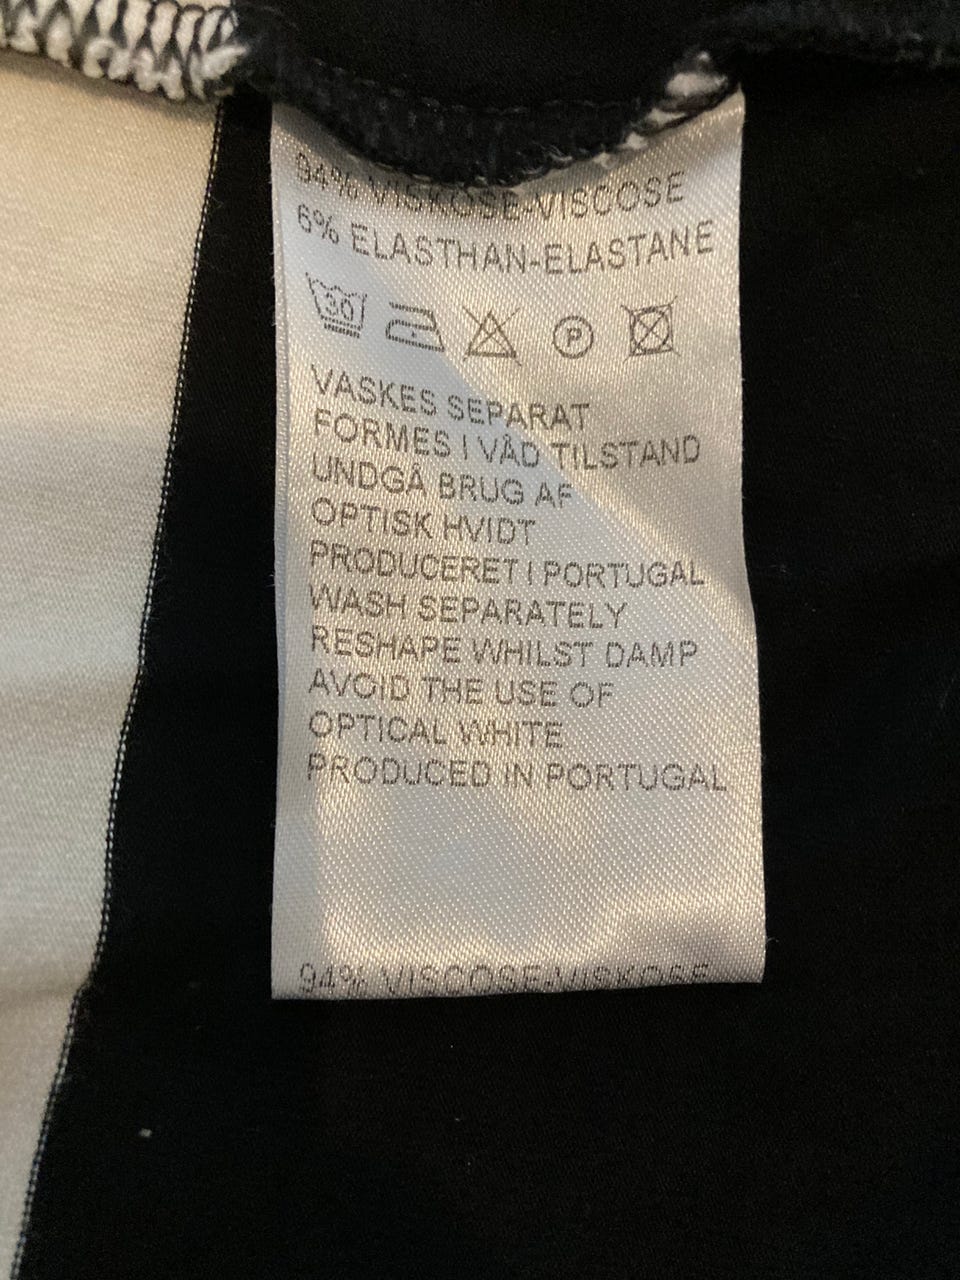 94% VISKOSE-VISCOSE
6% ELASTHAN-ELASTANE
30 P
VASKES SEPARAT
FORMES I VÅD TILSTAND
UNDGÅ BRUG AF
OPTISK HVIDT
PRODUCERET I PORTUGAL
WASH SEPARATELY
RESHAPE WHILST DAMP
AVOID THE USE OF
OPTICAL WHITE
PRODUCED IN PORTUGAL
94% VISCOSE-VISKOSE